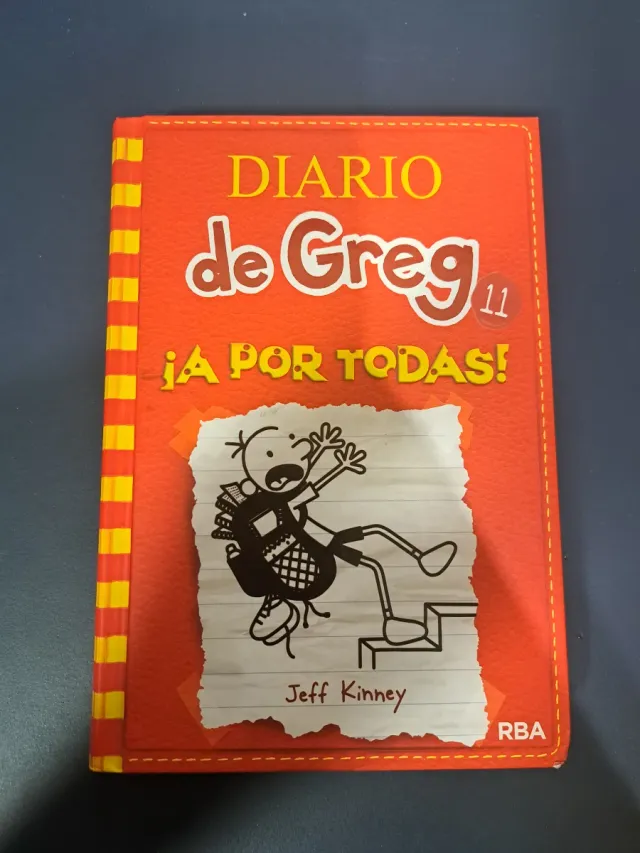 DIARIO
de Greg
11
¡A POR TODAS!
Jeff Kinney
RBA